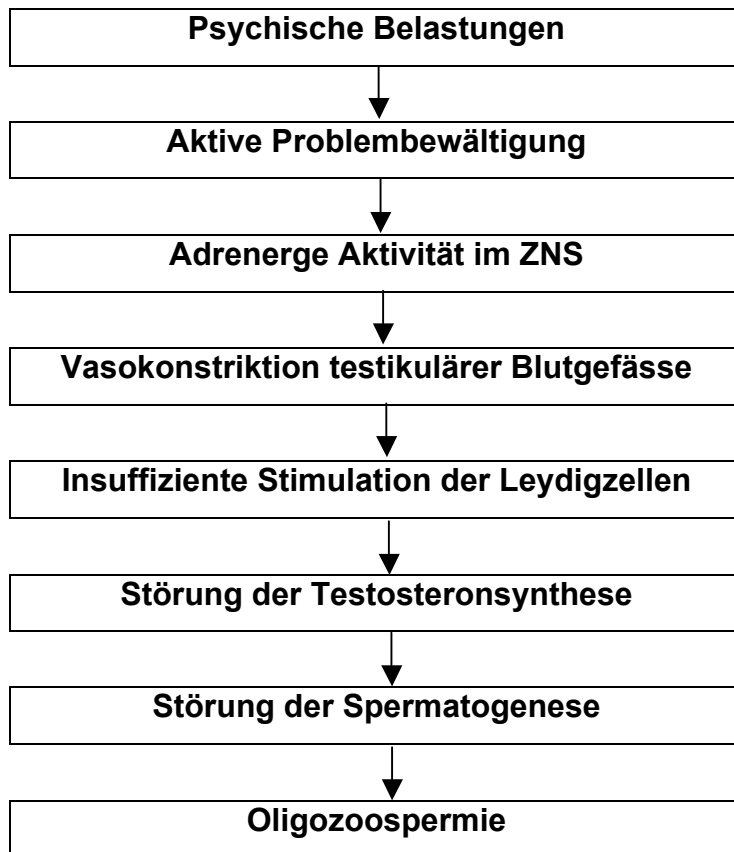 Psychische Belastungen
Aktive Problembewältigung
Adrenerge Aktivität im ZNS
Vasokonstriktion testikulärer Blutgefässe
Insuffiziente Stimulation der Leydigzellen
Störung der Testosteronsynthese
Störung der Spermatogenese
Oligozoospermie